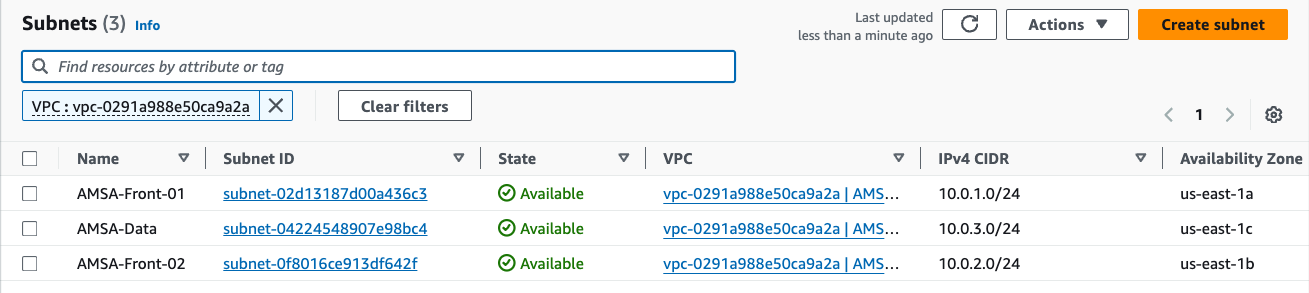 Subnets (3) Info
Last updated
less than a minute ago
Actions
Create subnet
Find resources by attribute or tag
VPC : vpc-0291a988e50ca9a2a
Clear filters
1
Name Subnet ID State VPC IPv4 CIDR Availability Zone
AMSA-Front-01 subnet-02d13187d00a436c3 Available vpc-0291a988e50ca9a2a | AMS… 10.0.1.0/24 us-east-1a
AMSA-Data subnet-04224548907e98bc4 Available vpc-0291a988e50ca9a2a | AMS… 10.0.3.0/24 us-east-1c
AMSA-Front-02 subnet-0f8016ce913df642f Available vpc-0291a988e50ca9a2a | AMS… 10.0.2.0/24 us-east-1b